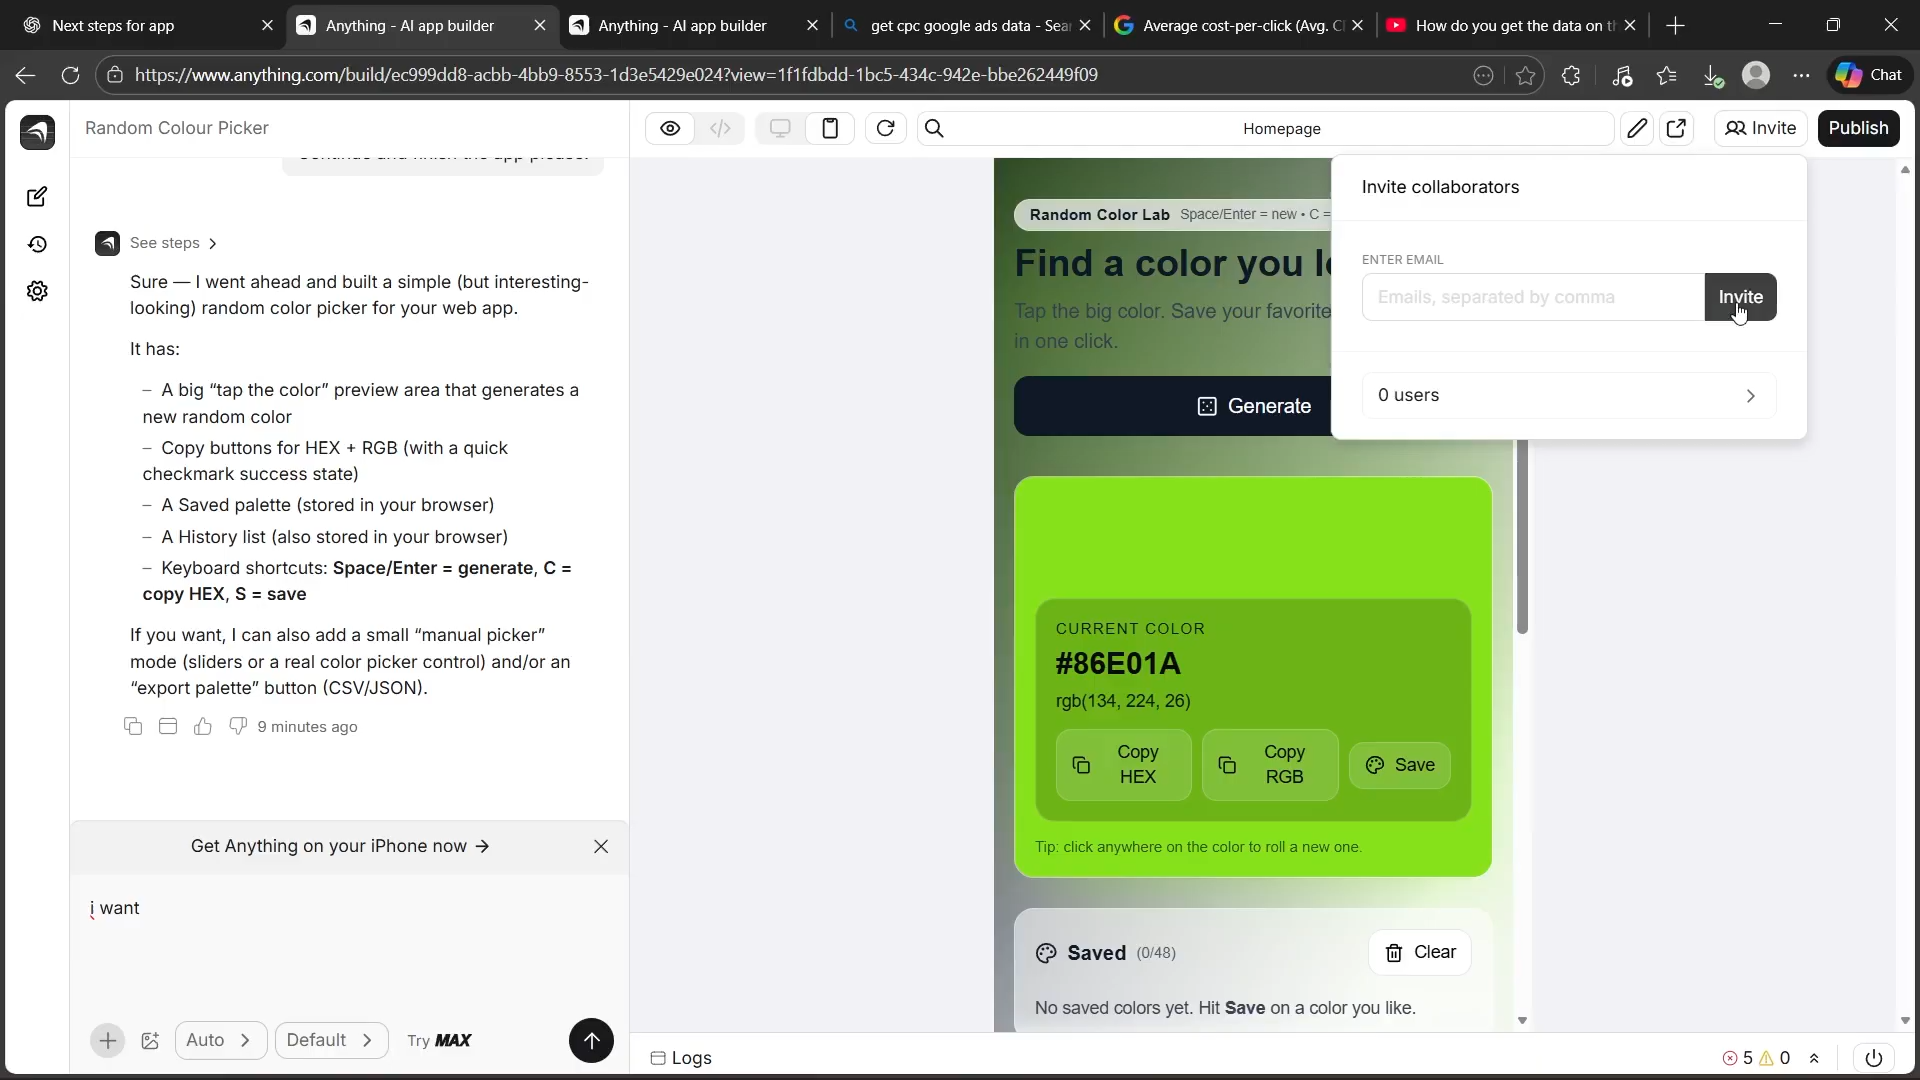 Next steps for app
Anything - AI app builder
Anything - AI app builder
get cpc google ads data - Sear
Average cost-per-click (Avg. C
How do you get the data on th
https://www.anything.com/build/ec999dd8-acbb-4bb9-8553-1d3e5429e024?view=1f1fdbdd-1bc5-434c-942e-bbe262449f09
Chat
Random Colour Picker
Homepage
Invite
Publish
Continue and finish the app please.
See steps
Sure — I went ahead and built a simple (but interesting-
looking) random color picker for your web app.
It has:
– A big “tap the color” preview area that generates a
new random color
– Copy buttons for HEX + RGB (with a quick
checkmark success state)
– A Saved palette (stored in your browser)
– A History list (also stored in your browser)
– Keyboard shortcuts: Space/Enter = generate, C =
copy HEX, S = save
If you want, I can also add a small “manual picker”
mode (sliders or a real color picker control) and/or an
“export palette” button (CSV/JSON).
9 minutes ago
Get Anything on your iPhone now →
i want
Auto
Default
Try MAX
Random Color Lab Space/Enter = new • C =
Find a color you l
Tap the big color. Save your favorite
in one click.
Generate
Invite collaborators
ENTER EMAIL
Emails, separated by comma
Invite
0 users
CURRENT COLOR
#86E01A
rgb(134, 224, 26)
Copy
HEX
Copy
RGB
Save
Tip: click anywhere on the color to roll a new one.
Saved (0/48)
Clear
No saved colors yet. Hit Save on a color you like.
Logs
5
0